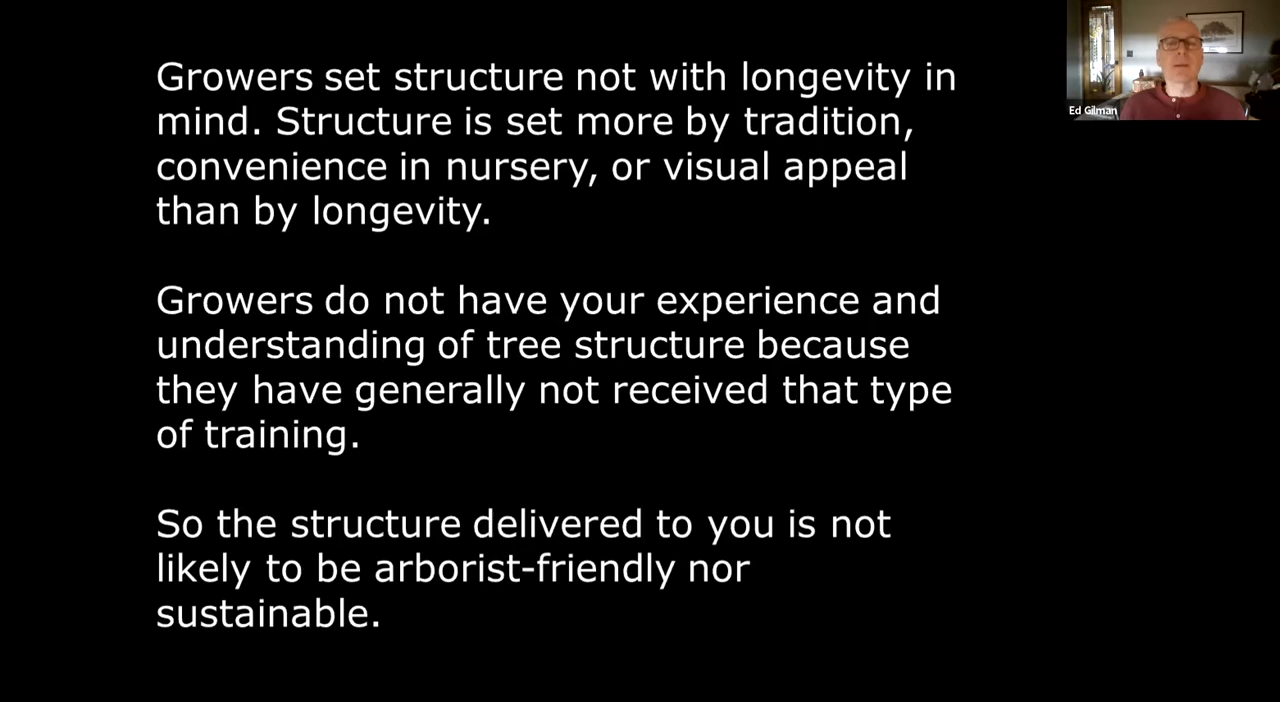 Growers set structure not with longevity in
mind. Structure is set more by tradition,
convenience in nursery, or visual appeal
than by longevity.
Growers do not have your experience and
understanding of tree structure because
they have generally not received that type
of training.
So the structure delivered to you is not
likely to be arborist-friendly nor
sustainable.
Ed Gilman